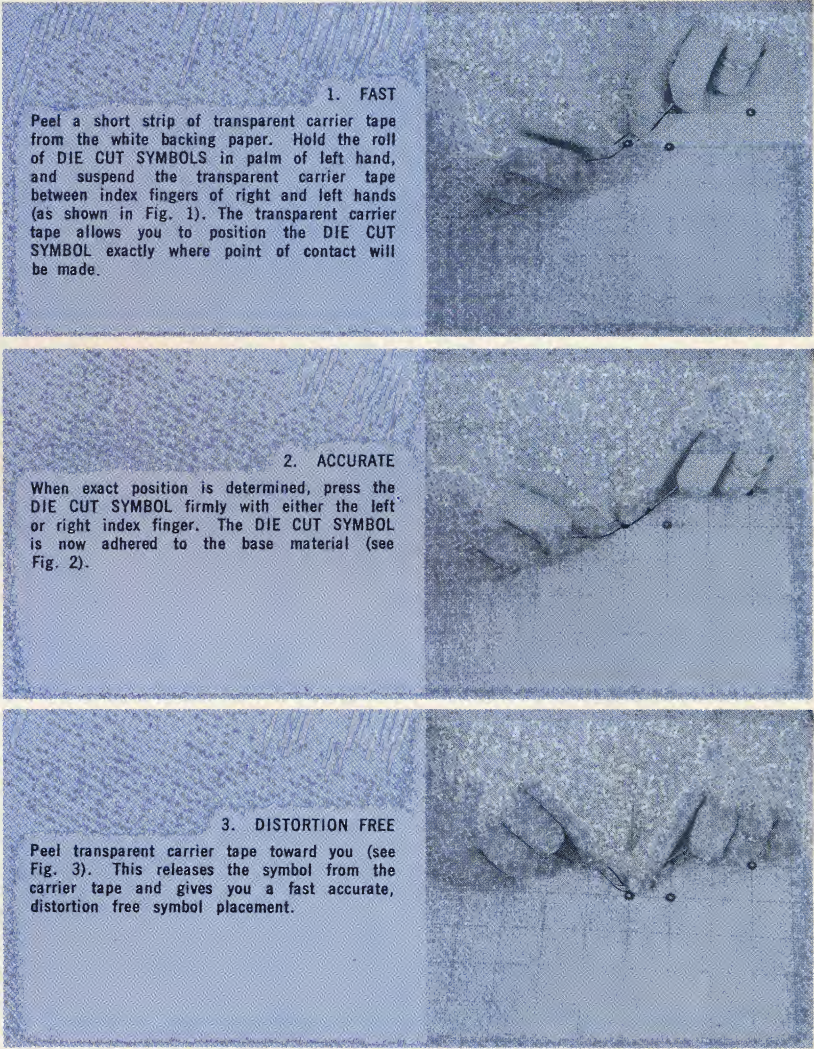 1. FAST
Peel a short strip of transparent carrier tape
from the white backing paper. Hold the roll
of DIE CUT SYMBOLS in palm of left hand,
and suspend the transparent carrier tape
between index fingers of right and left hands
(as shown in Fig. 1). The transparent carrier
tape allows you to position the DIE CUT
SYMBOL exactly where point of contact will
be made.
2. ACCURATE
When exact position is determined, press the
DIE CUT SYMBOL firmly with either the left
or right index finger. The DIE CUT SYMBOL
is now adhered to the base material (see
Fig. 2).
3. DISTORTION FREE
Peel transparent carrier tape toward you (see
Fig. 3). This releases the symbol from the
carrier tape and gives you a fast accurate,
distortion free symbol placement.